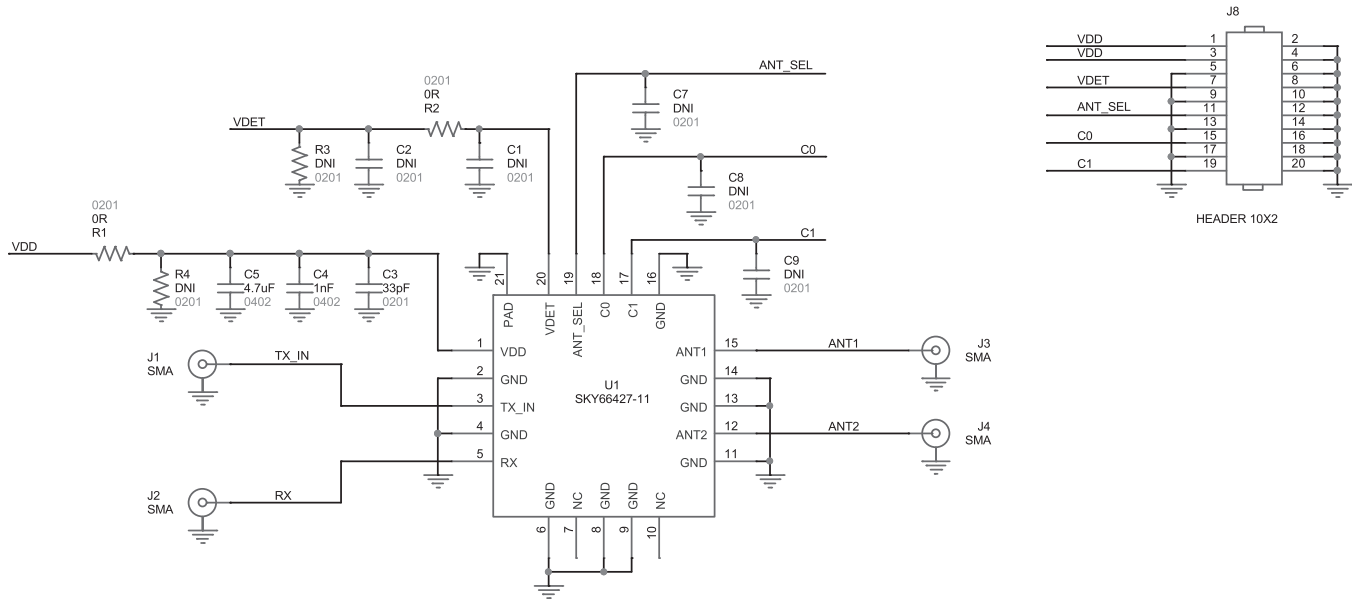 J8
VDD 1 2
VDD 3 4
5 6
VDET 7 8
9 10
ANT_SEL 11 12
13 14
C0 15 16
17 18
C1 19 20
HEADER 10X2
ANT_SEL
C7
DNI
0201
0201
0R
R2
VDET
R3
DNI
0201
C2
DNI
0201
C1
DNI
0201
C0
C8
DNI
0201
0201
0R
R1
VDD
R4
DNI
0201
C5
4.7uF
0402
C4
1nF
0402
C3
33pF
0201
C1
C9
DNI
0201
21 20 19 18 17 16
PAD VDET ANT_SEL C0 C1 GND
J1
SMA
TX_IN
J2
SMA
RX
1 VDD
2 GND
3 TX_IN
4 GND
5 RX
U1
SKY66427-11
ANT1 15
GND 14
GND 13
ANT2 12
GND 11
ANT1
J3
SMA
ANT2
J4
SMA
GND NC GND GND NC
6 7 8 9 10